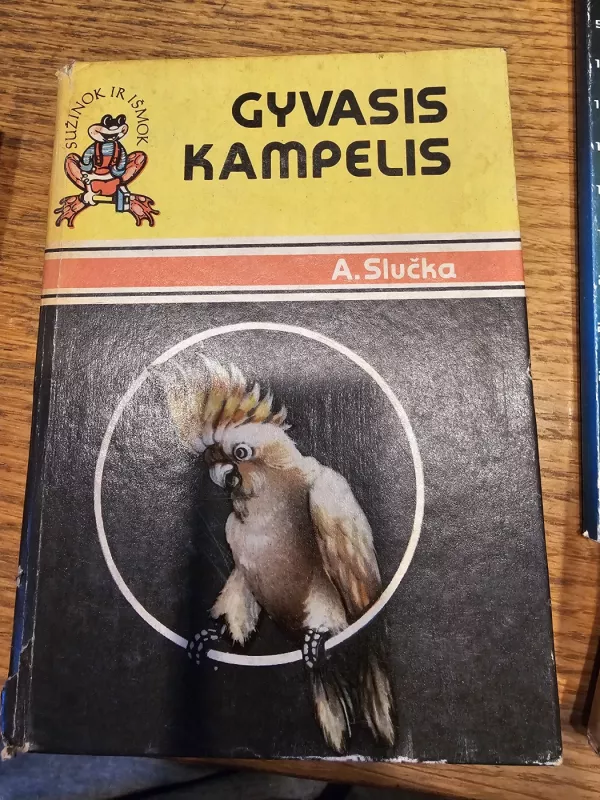 SUŽINOK IR IŠMOK
GYVASIS
KAMPELIS
A. Slučka